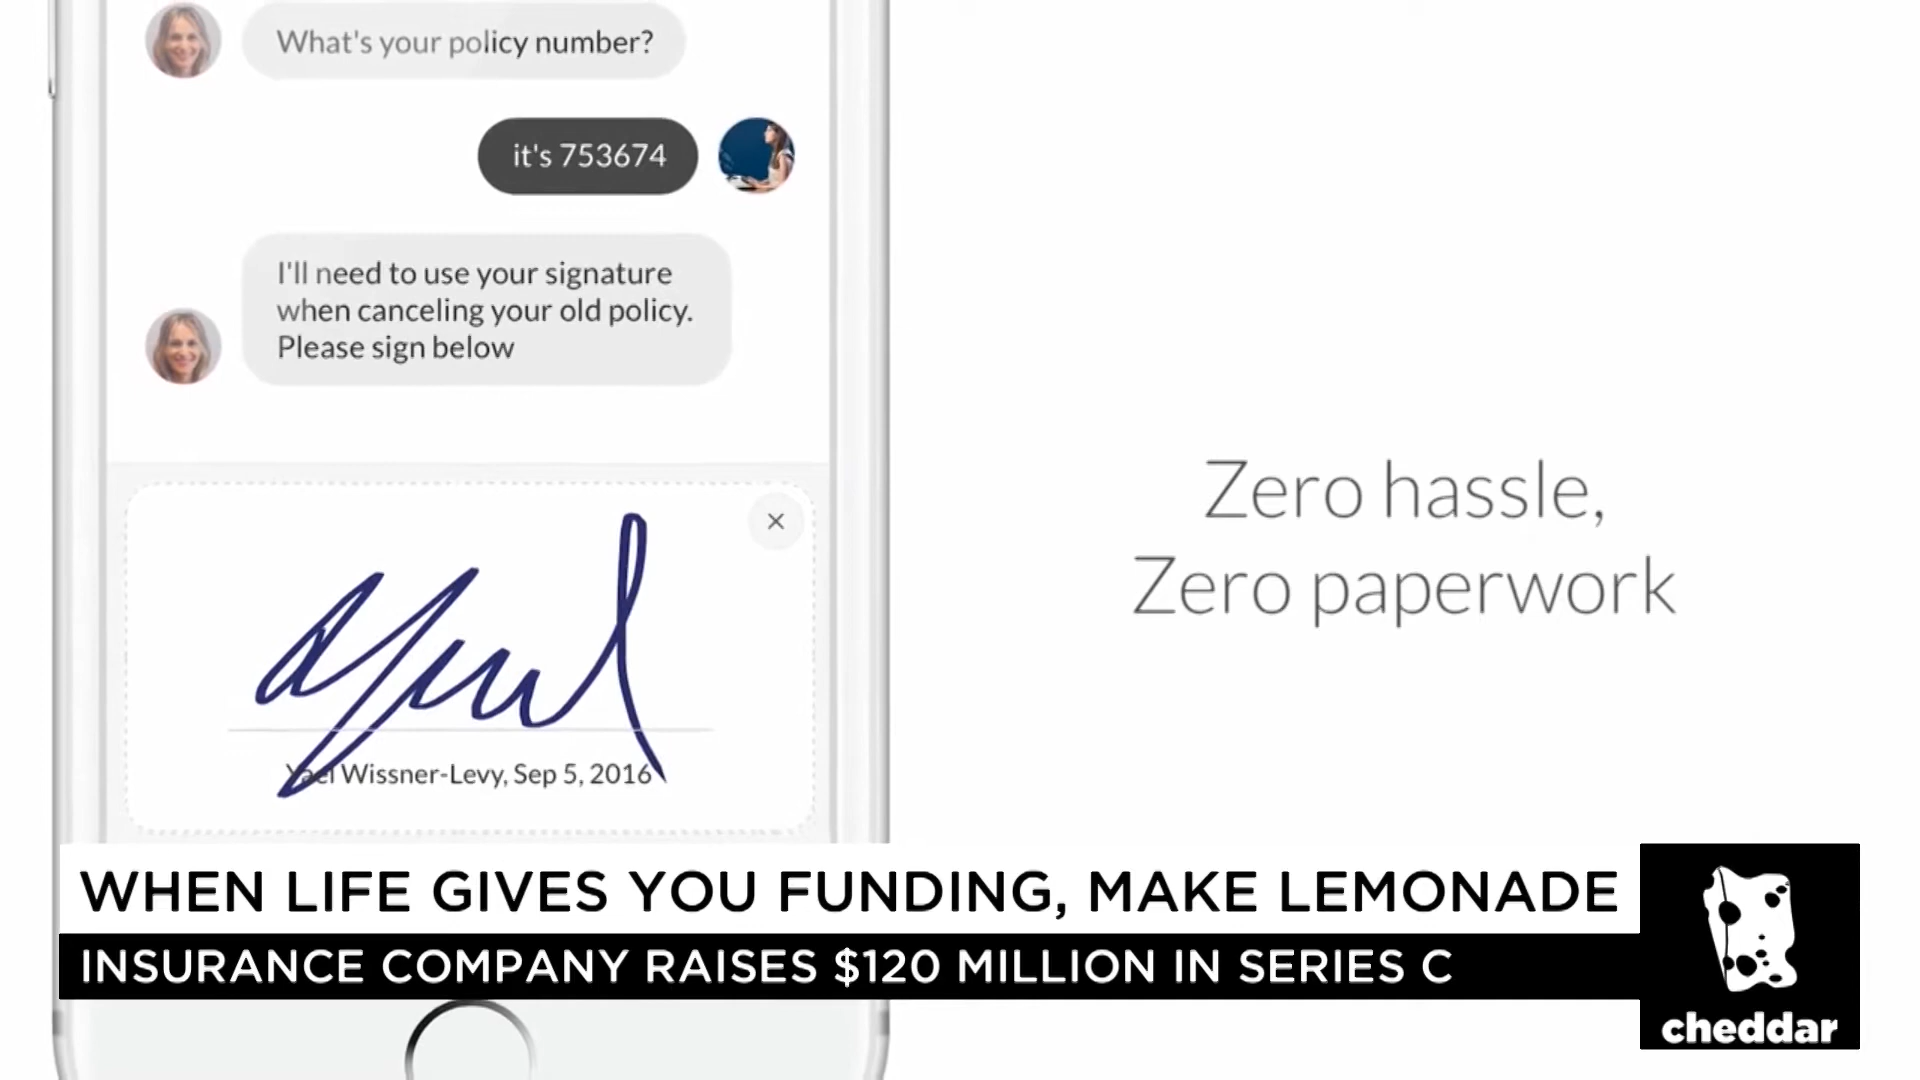 What's your policy number?
it's 753674
I'll need to use your signature
when canceling your old policy.
Please sign below
Yael Wissner-Levy, Sep 5, 2016
Zero hassle,
Zero paperwork
WHEN LIFE GIVES YOU FUNDING, MAKE LEMONADE
INSURANCE COMPANY RAISES $120 MILLION IN SERIES C
cheddar